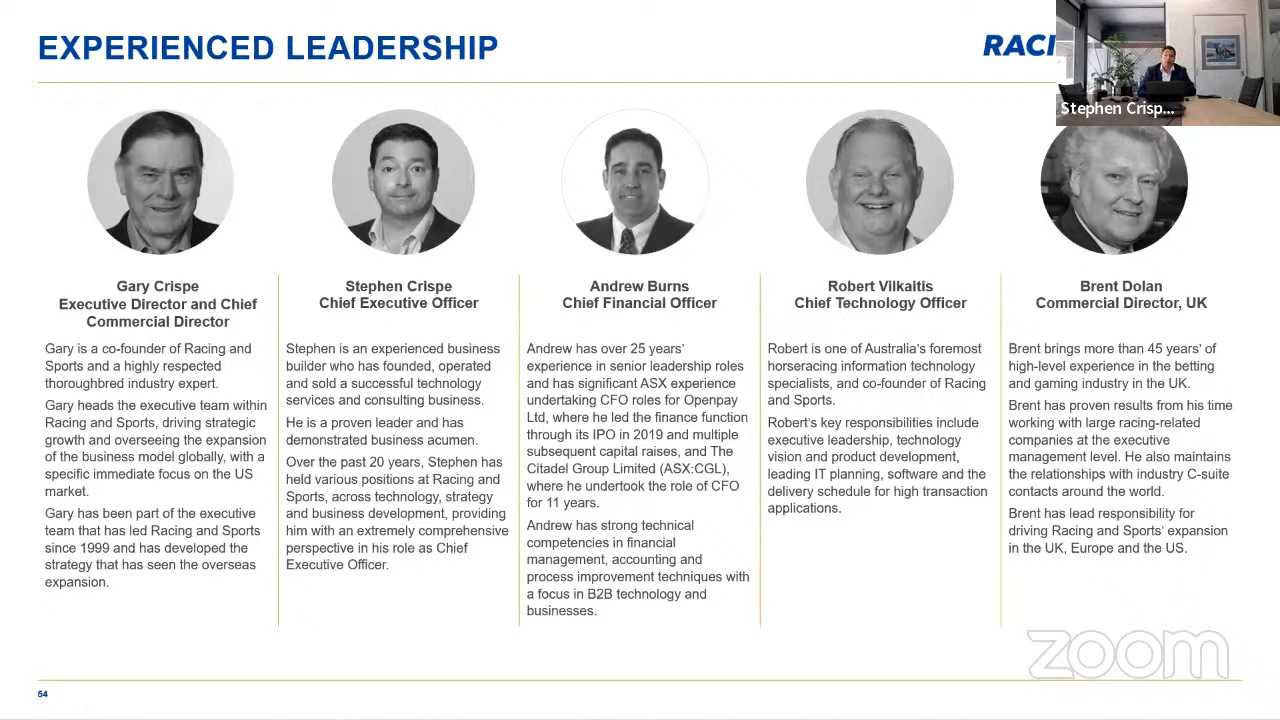 EXPERIENCED LEADERSHIP
RACI
Stephen Crisp...
Gary Crispe
Executive Director and Chief
Commercial Director
Gary is a co-founder of Racing and
Sports and a highly respected
thoroughbred industry expert.
Gary heads the executive team within
Racing and Sports, driving strategic
growth and overseeing the expansion
of the business model globally, with a
specific immediate focus on the US
market.
Gary has been part of the executive
team that has led Racing and Sports
since 1999 and has developed the
strategy that has seen the overseas
expansion.
Stephen Crispe
Chief Executive Officer
Stephen is an experienced business
builder who has founded, operated
and sold a successful technology
services and consulting business.
He is a proven leader and has
demonstrated business acumen.
Over the past 20 years, Stephen has
held various positions at Racing and
Sports, across technology, strategy
and business development, providing
him with an extremely comprehensive
perspective in his role as Chief
Executive Officer.
Andrew Burns
Chief Financial Officer
Andrew has over 25 years'
experience in senior leadership roles
and has significant ASX experience
undertaking CFO roles for Openpay
Ltd, where he led the finance function
through its IPO in 2019 and multiple
subsequent capital raises, and The
Citadel Group Limited (ASX:CGL),
where he undertook the role of CFO
for 11 years.
Andrew has strong technical
competencies in financial
management, accounting and
process improvement techniques with
a focus in B2B technology and
businesses.
Robert Vilkaitis
Chief Technology Officer
Robert is one of Australia's foremost
horseracing information technology
specialists, and co-founder of Racing
and Sports.
Robert's key responsibilities include
executive leadership, technology
vision and product development,
leading IT planning, software and the
delivery schedule for high transaction
applications.
Brent Dolan
Commercial Director, UK
Brent brings more than 45 years' of
high-level experience in the betting
and gaming industry in the UK.
Brent has proven results from his time
working with large racing-related
companies at the executive
management level. He also maintains
the relationships with industry C-suite
contacts around the world.
Brent has lead responsibility for
driving Racing and Sports' expansion
in the UK, Europe and the US.
zoom
54